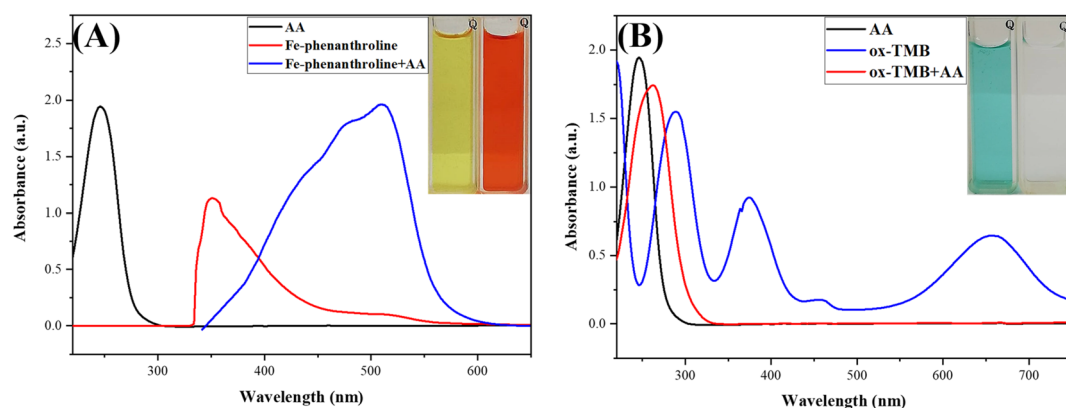 (A)
AA
Fe-phenanthroline
Fe-phenanthroline+AA
Q
Q
2.5
2.0
1.5
1.0
0.5
0.0
Absorbance (a.u.)
300
400
500
600
Wavelength (nm)
(B)
AA
ox-TMB
ox-TMB+AA
Q
Q
2.0
1.5
1.0
0.5
0.0
Absorbance (a.u.)
300
400
500
600
700
Wavelength (nm)